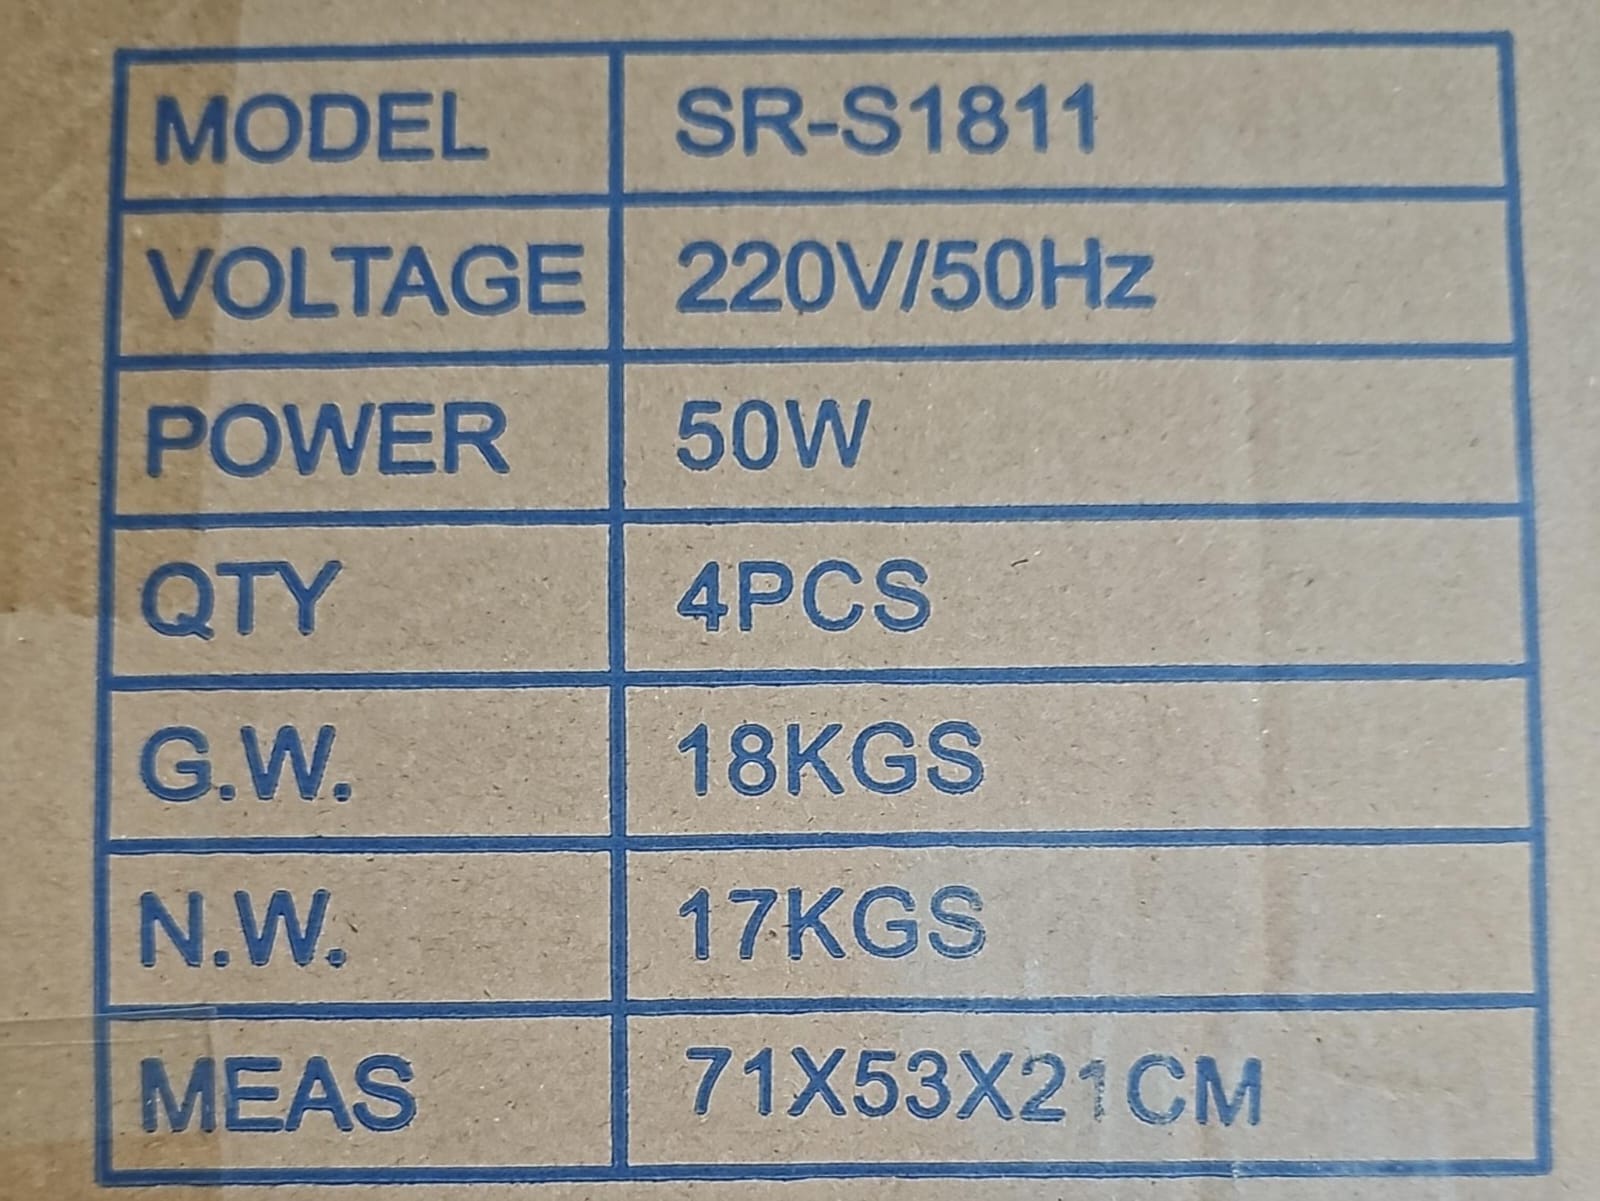 MODEL SR-S1811
VOLTAGE 220V/50Hz
POWER 50W
QTY 4PCS
G.W. 18KGS
N.W. 17KGS
MEAS 71X53X21CM